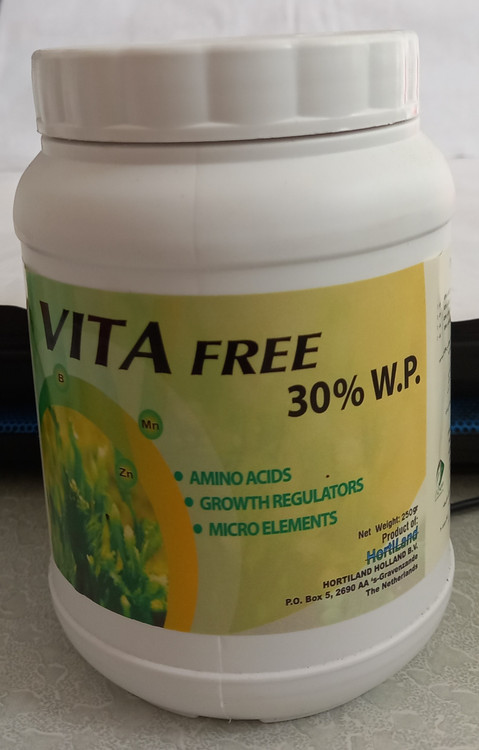 VITA FREE
30% W.P.
B
Mn
Zn
• AMINO ACIDS
• GROWTH REGULATORS
• MICRO ELEMENTS
Net Weight: 250gr
Product of:
HortiLand
HORTILAND HOLLAND B.V.
P.O. Box 5, 2690 AA 's-Gravenzande
The Netherlands